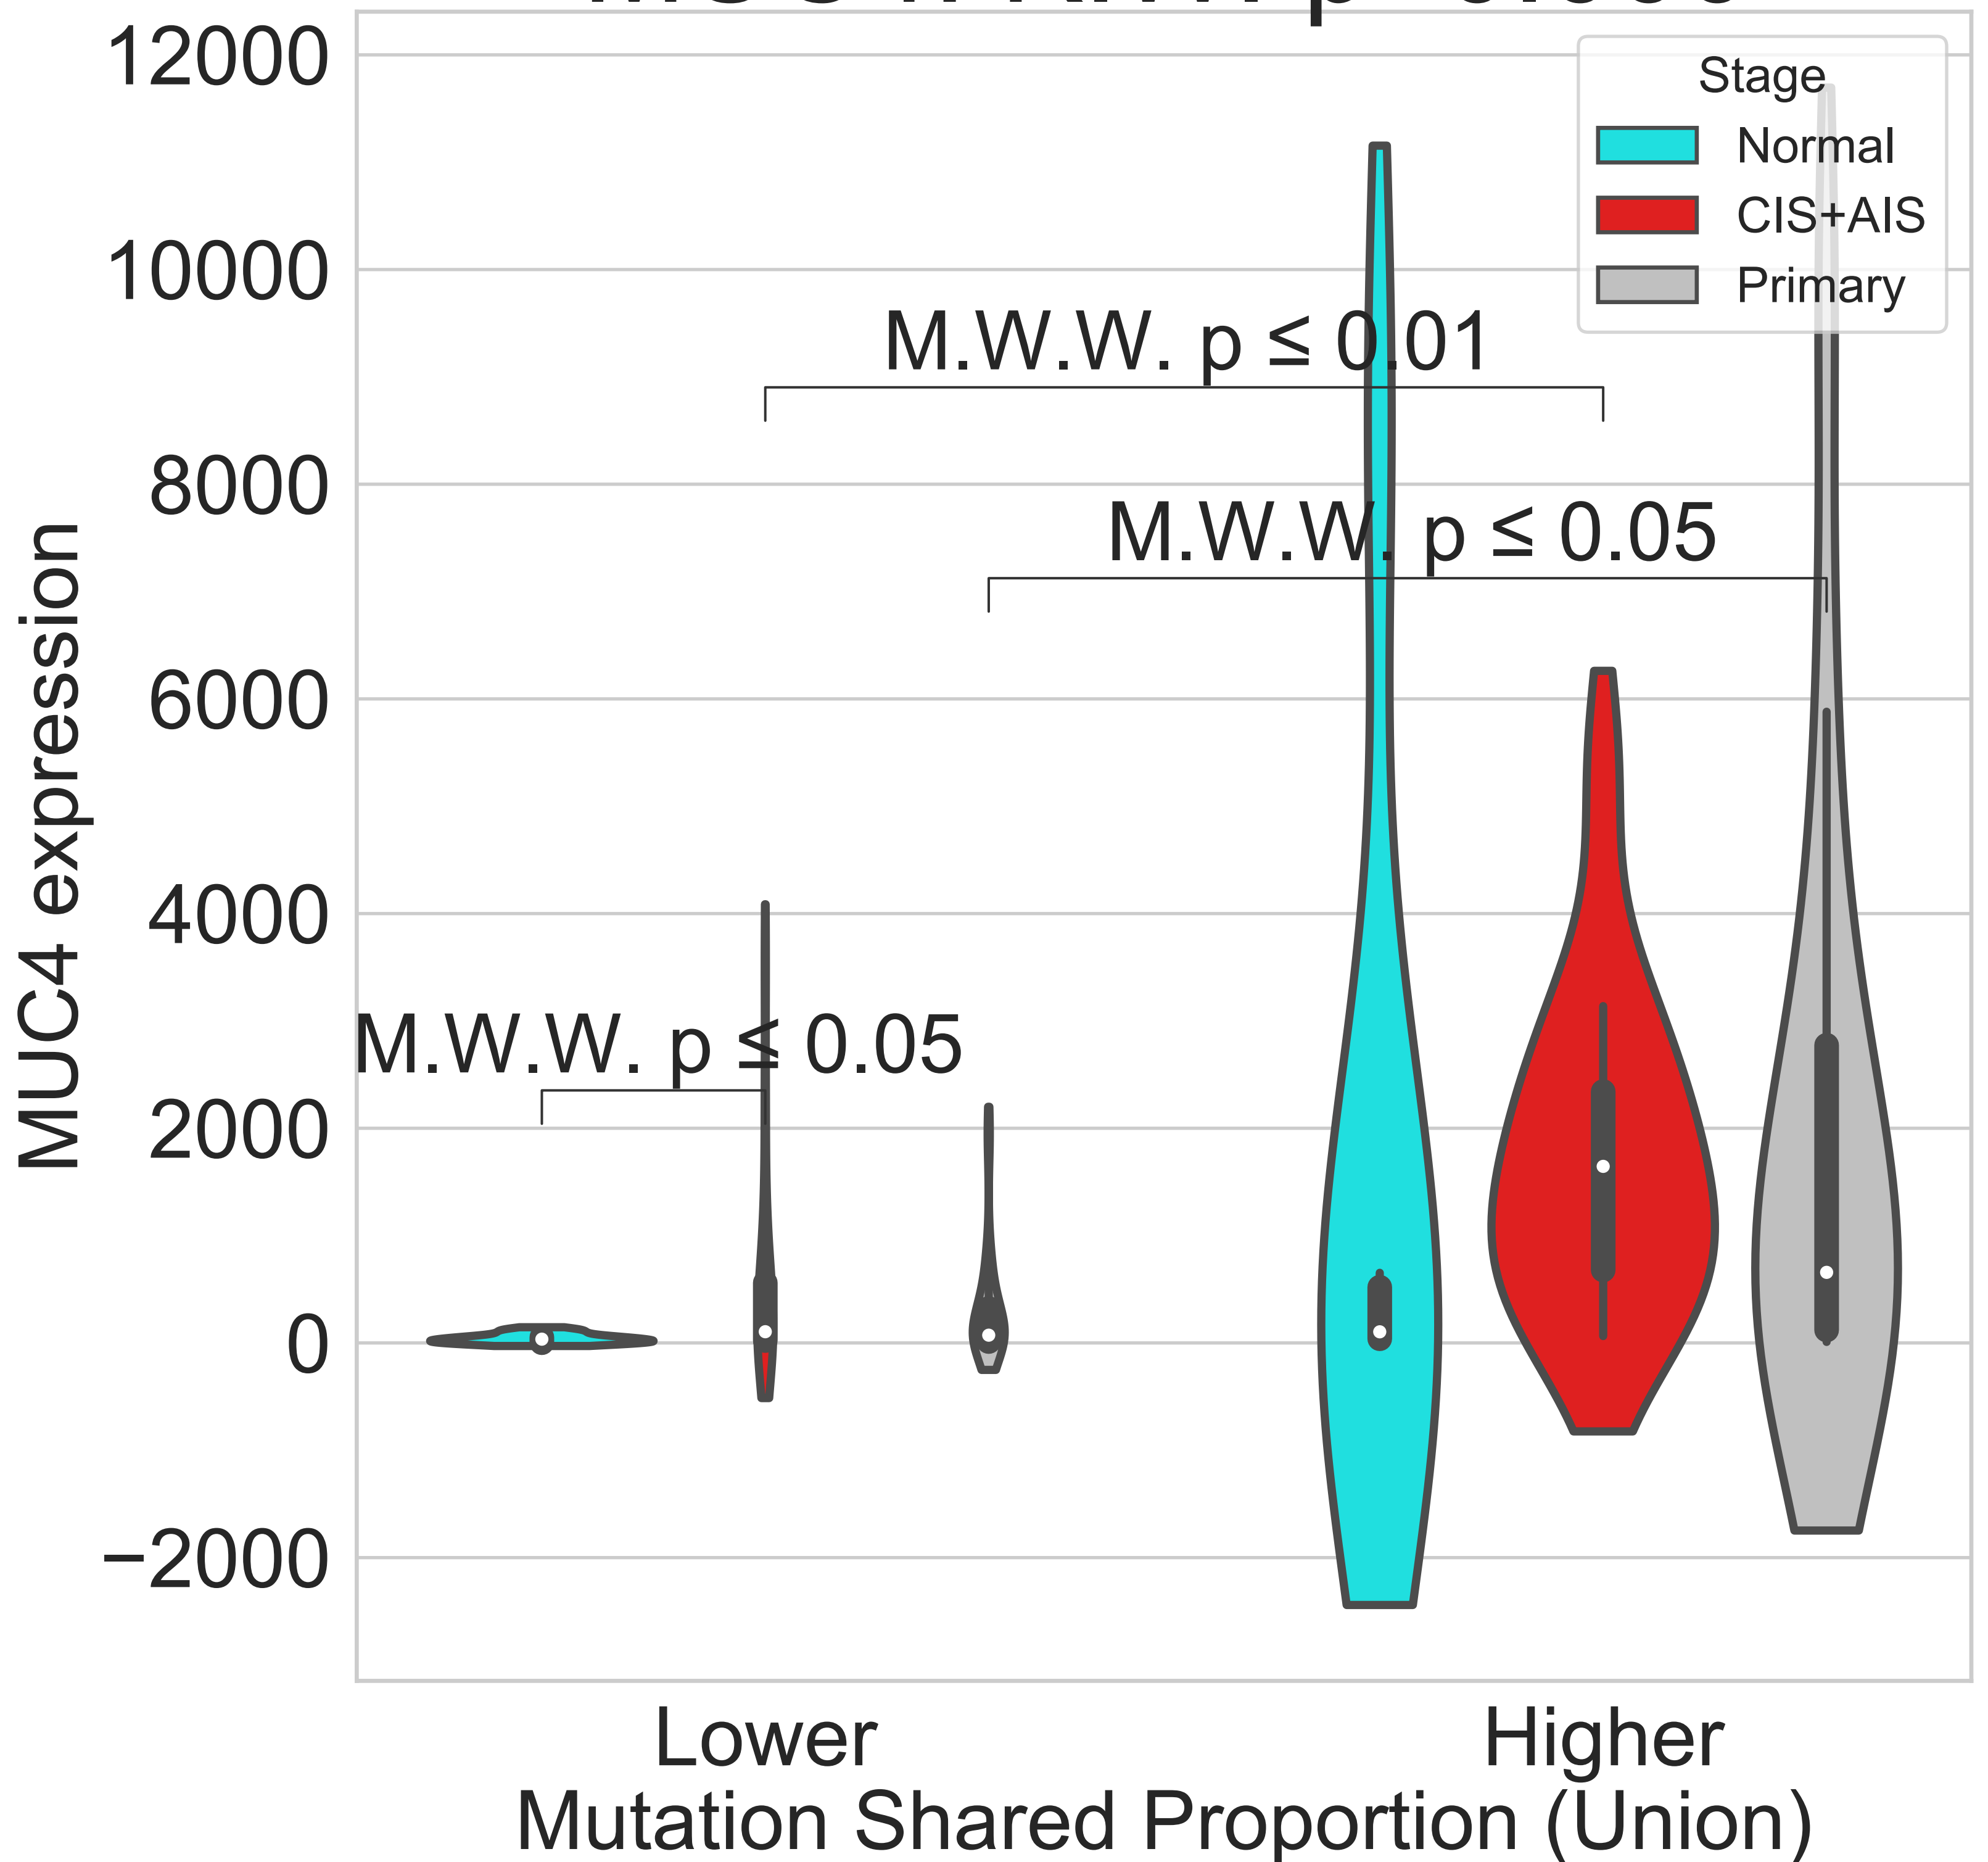 12000
10000
8000
6000
4000
2000
0
−2000
MUC4 expression
Stage
Normal
CIS+AIS
Primary
M.W.W. p ≤ 0.01
M.W.W. p ≤ 0.05
M.W.W. p ≤ 0.05
Lower
Higher
Mutation Shared Proportion (Union)